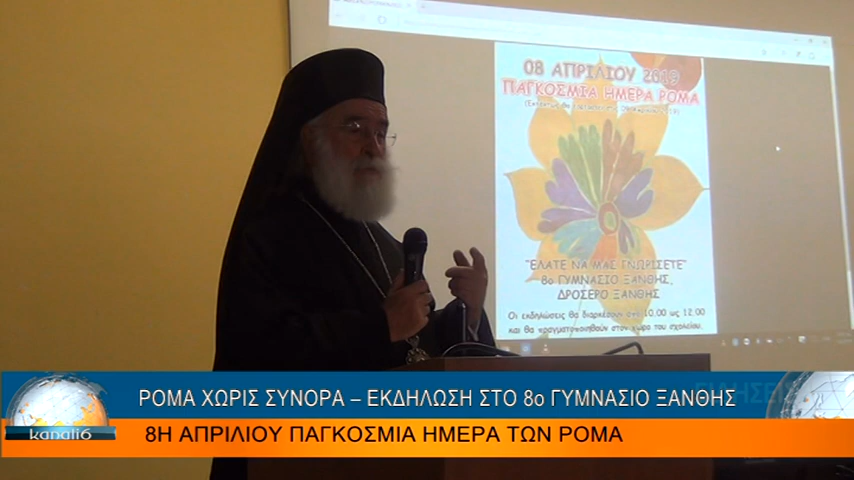 08 ΑΠΡΙΛΙΟΥ 2019
ΠΑΓΚΟΣΜΙΑ ΗΜΕΡΑ ΡΟΜΑ
"ΕΛΑΤΕ ΝΑ ΜΑΣ ΓΝΩΡΙΣΕΤΕ"
8ο ΓΥΜΝΑΣΙΟ ΞΑΝΘΗΣ,
ΔΡΟΣΕΡΟ ΞΑΝΘΗΣ
Οι εκδηλώσεις θα διαρκέσουν από 10.00 ως 12.00
και θα πραγματοποιηθούν στον χώρο του σχολείου.
ΡΟΜΑ ΧΩΡΙΣ ΣΥΝΟΡΑ – ΕΚΔΗΛΩΣΗ ΣΤΟ 8ο ΓΥΜΝΑΣΙΟ ΞΑΝΘΗΣ
ΕΙΔΗΣΕΙΣ
kanali6
8Η ΑΠΡΙΛΙΟΥ ΠΑΓΚΟΣΜΙΑ ΗΜΕΡΑ ΤΩΝ ΡΟΜΑ